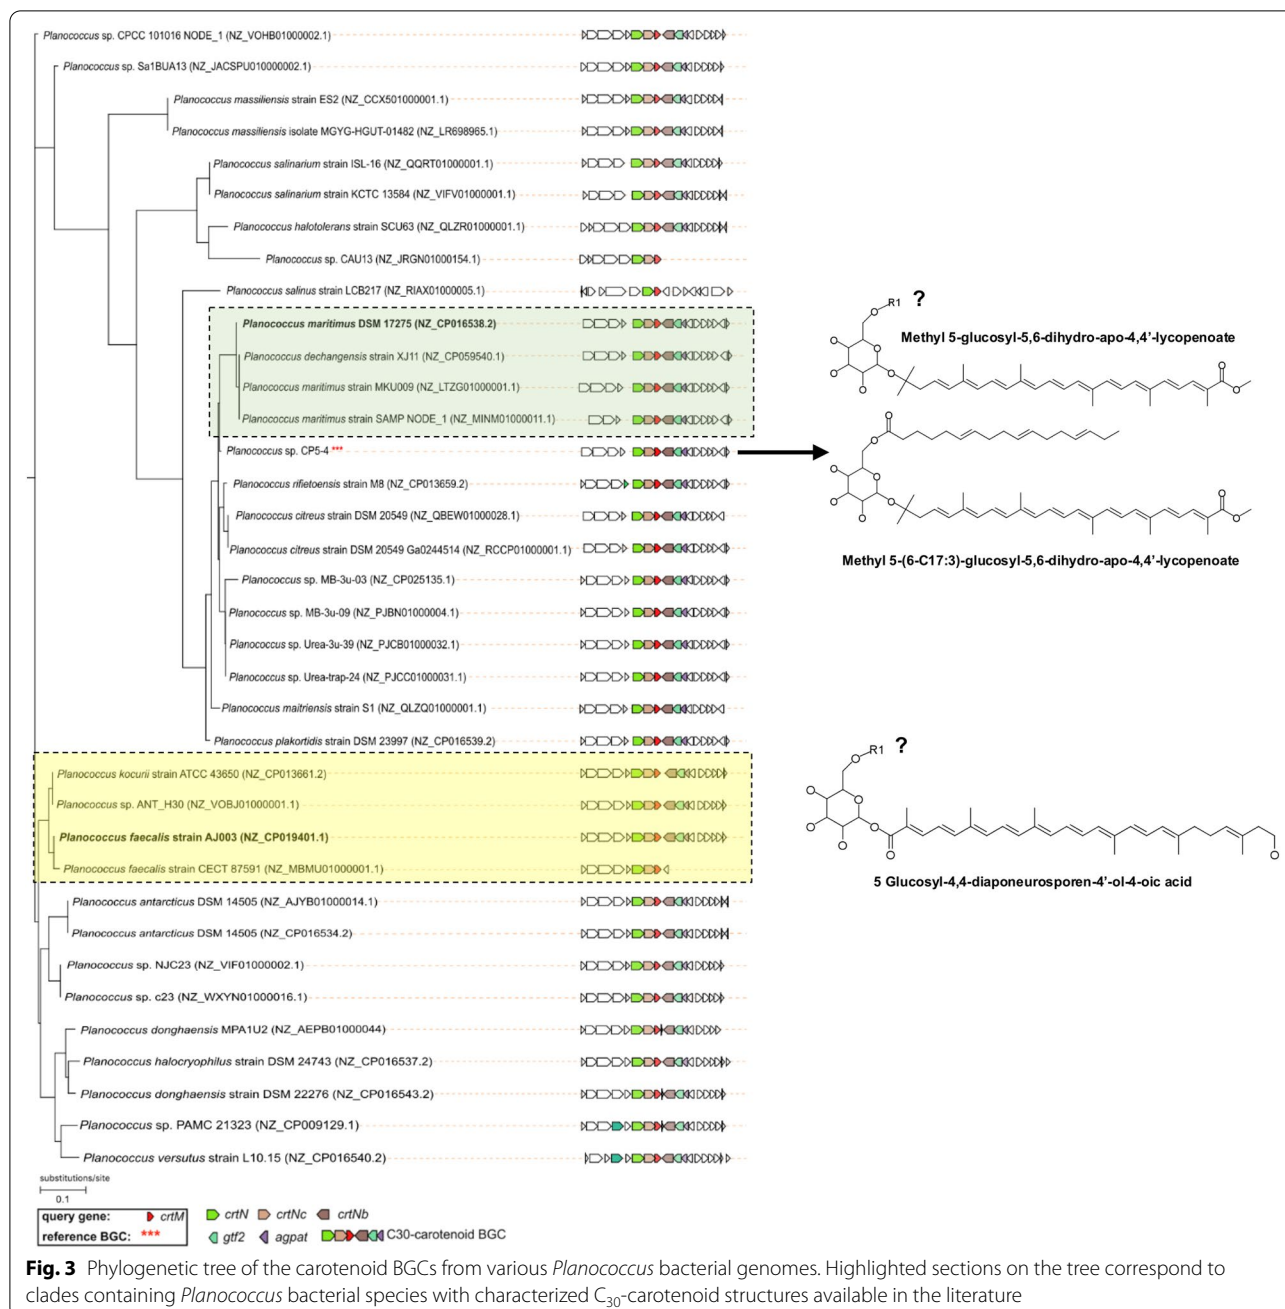 Planococcus sp. CPCC 101016 NODE_1 (NZ_VOHB01000002.1)
Planococcus sp. Sa1BUA13 (NZ_JACSPU010000002.1)
Planococcus massiliensis strain ES2 (NZ_CCX501000001.1)
Planococcus massiliensis isolate MGYG-HGUT-01482 (NZ_LR698965.1)
Planococcus salinarium strain ISL-16 (NZ_QQRT01000001.1)
Planococcus salinarium strain KCTC 13584 (NZ_VIFV01000001.1)
Planococcus halotolerans strain SCU63 (NZ_QLZR01000001.1)
Planococcus sp. CAU13 (NZ_JRGN01000154.1)
Planococcus salinus strain LCB217 (NZ_RIAX01000005.1)
Planococcus maritimus DSM 17275 (NZ_CP016538.2)
Planococcus dechangensis strain XJ11 (NZ_CP059540.1)
Planococcus maritimus strain MKU009 (NZ_LTZG01000001.1)
Planococcus maritimus strain SAMP NODE_1 (NZ_MINM01000011.1)
Planococcus sp. CP5-4 ***
Planococcus rifietoensis strain M8 (NZ_CP013659.2)
Planococcus citreus strain DSM 20549 (NZ_QBEW01000028.1)
Planococcus citreus strain DSM 20549 Ga0244514 (NZ_RCCP01000001.1)
Planococcus sp. MB-3u-03 (NZ_CP025135.1)
Planococcus sp. MB-3u-09 (NZ_PJBN01000004.1)
Planococcus sp. Urea-3u-39 (NZ_PJCB01000032.1)
Planococcus sp. Urea-trap-24 (NZ_PJCC01000031.1)
Planococcus maitriensis strain S1 (NZ_QLZQ01000001.1)
Planococcus plakortidis strain DSM 23997 (NZ_CP016539.2)
Planococcus kocurii strain ATCC 43650 (NZ_CP013661.2)
Planococcus sp. ANT_H30 (NZ_VOBJ01000001.1)
Planococcus faecalis strain AJ003 (NZ_CP019401.1)
Planococcus faecalis strain CECT 87591 (NZ_MBMU01000001.1)
Planococcus antarcticus DSM 14505 (NZ_AJYB01000014.1)
Planococcus antarcticus DSM 14505 (NZ_CP016534.2)
Planococcus sp. NJC23 (NZ_VIF01000002.1)
Planococcus sp. c23 (NZ_WXYN01000016.1)
Planococcus donghaensis MPA1U2 (NZ_AEPB01000044)
Planococcus halocryophilus strain DSM 24743 (NZ_CP016537.2)
Planococcus donghaensis strain DSM 22276 (NZ_CP016543.2)
Planococcus sp. PAMC 21323 (NZ_CP009129.1)
Planococcus versutus strain L10.15 (NZ_CP016540.2)
R1 ?
O
Methyl 5-glucosyl-5,6-dihydro-apo-4,4'-lycopenoate
O O O O O O O
O
O
O O O O O O O
Methyl 5-(6-C17:3)-glucosyl-5,6-dihydro-apo-4,4'-lycopenoate
R1 ?
O
O O O O O O O
5 Glucosyl-4,4-diaponeurosporen-4'-ol-4-oic acid
substitutions/site
0.1
query gene: crtM
reference BGC: ***
crtN crtNc crtNb
gtf2 agpat C30-carotenoid BGC
Fig. 3 Phylogenetic tree of the carotenoid BGCs from various Planococcus bacterial genomes. Highlighted sections on the tree correspond to
clades containing Planococcus bacterial species with characterized C30-carotenoid structures available in the literature